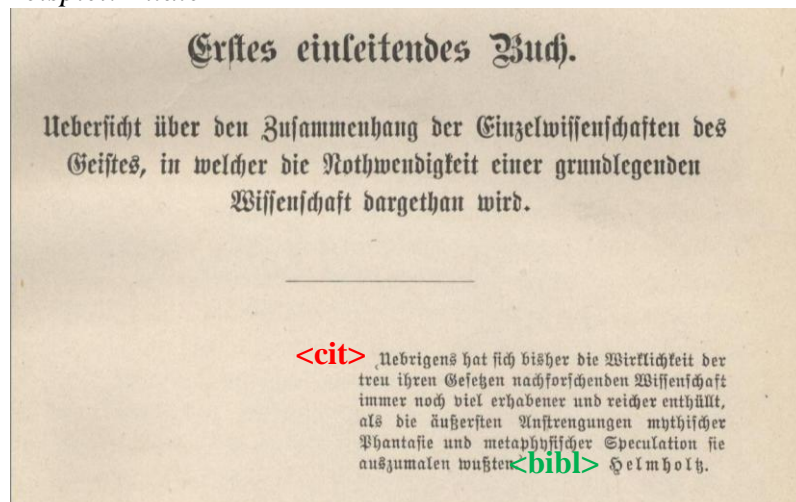 Erstes einleitendes Buch.
Uebersicht über den Zusammenhang der Einzelwissenschaften des
Geistes, in welcher die Nothwendigkeit einer grundlegenden
Wissenschaft dargethan wird.
<cit> Uebrigens hat sich bisher die Wirklichkeit der
treu ihren Gesetzen nachforschenden Wissenschaft
immer noch viel erhabener und reicher enthüllt,
als die äußersten Anstrengungen mythischer
Phantasie und metaphysischer Speculation sie
auszumalen wußten <bibl> Helmholtz.